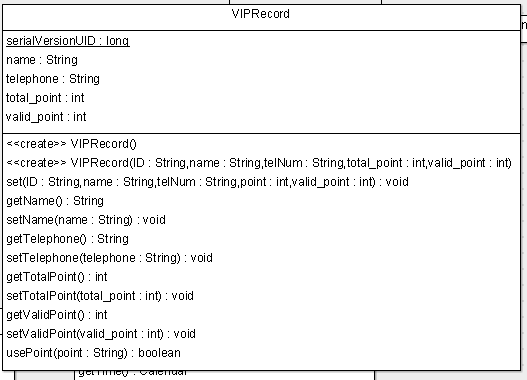 VIPRecord
serialVersionUID : long
name : String
telephone : String
total_point : int
valid_point : int
<<create>> VIPRecord()
<<create>> VIPRecord(ID : String,name : String,telNum : String,total_point : int,valid_point : int)
set(ID : String,name : String,telNum : String,point : int,valid_point : int) : void
getName() : String
setName(name : String) : void
getTelephone() : String
setTelephone(telephone : String) : void
getTotalPoint() : int
setTotalPoint(total_point : int) : void
getValidPoint() : int
setValidPoint(valid_point : int) : void
usePoint(point : String) : boolean
getTime() : Calendar